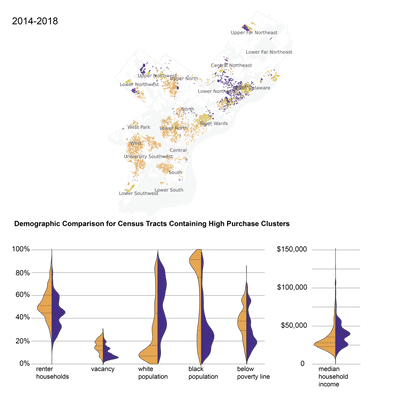 2014-2018
Upper Far Northeast
Lower Far Northeast
Central Northeast
Upper Northwest
Upper North
Lower Northwest
Lower Northeast
Delaware
North
River Wards
West Park
Lower North
West
Central
University Southwest
South
Lower Southwest
Lower South
Demographic Comparison for Census Tracts Containing High Purchase Clusters
100%
80%
60%
40%
20%
0%
$150,000
$100,000
$50,000
$0
renter
households
vacancy
white
population
black
population
below
poverty line
median
household
income